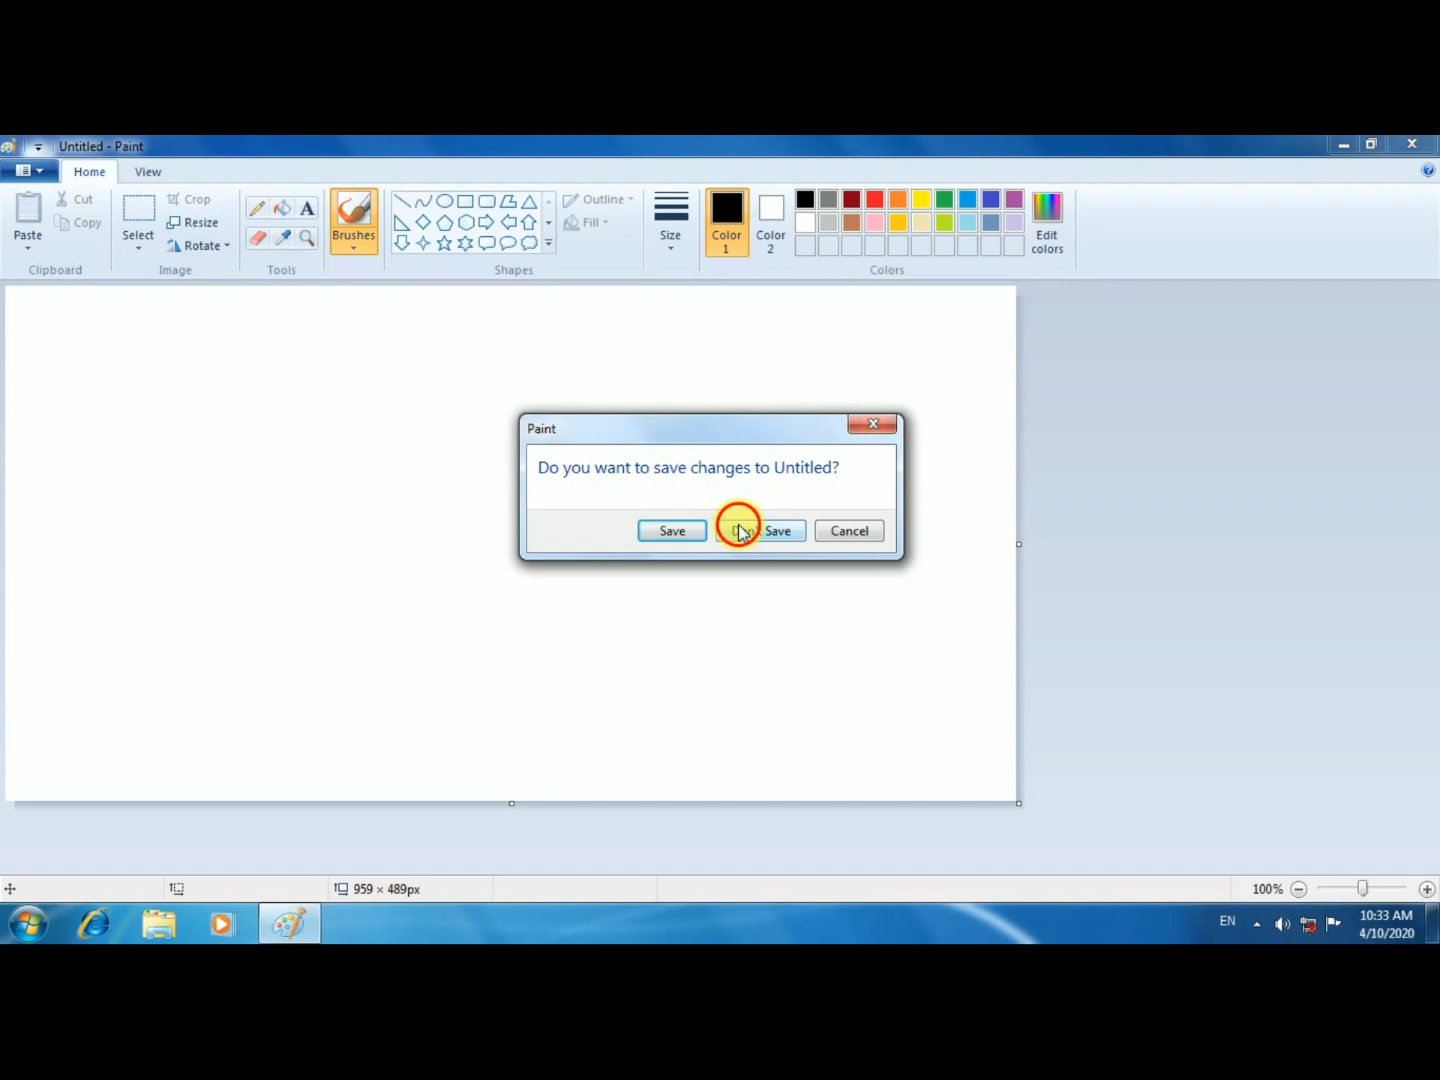 Untitled - Paint
Home
View
Paste
Cut
Copy
Clipboard
Select
Crop
Resize
Rotate
Image
A
Tools
Brushes
Outline
Fill
Shapes
Size
Color
1
Color
2
Edit
colors
Colors
Paint
Do you want to save changes to Untitled?
Save
Save
Cancel
959 × 489px
100%
EN
10:33 AM
4/10/2020